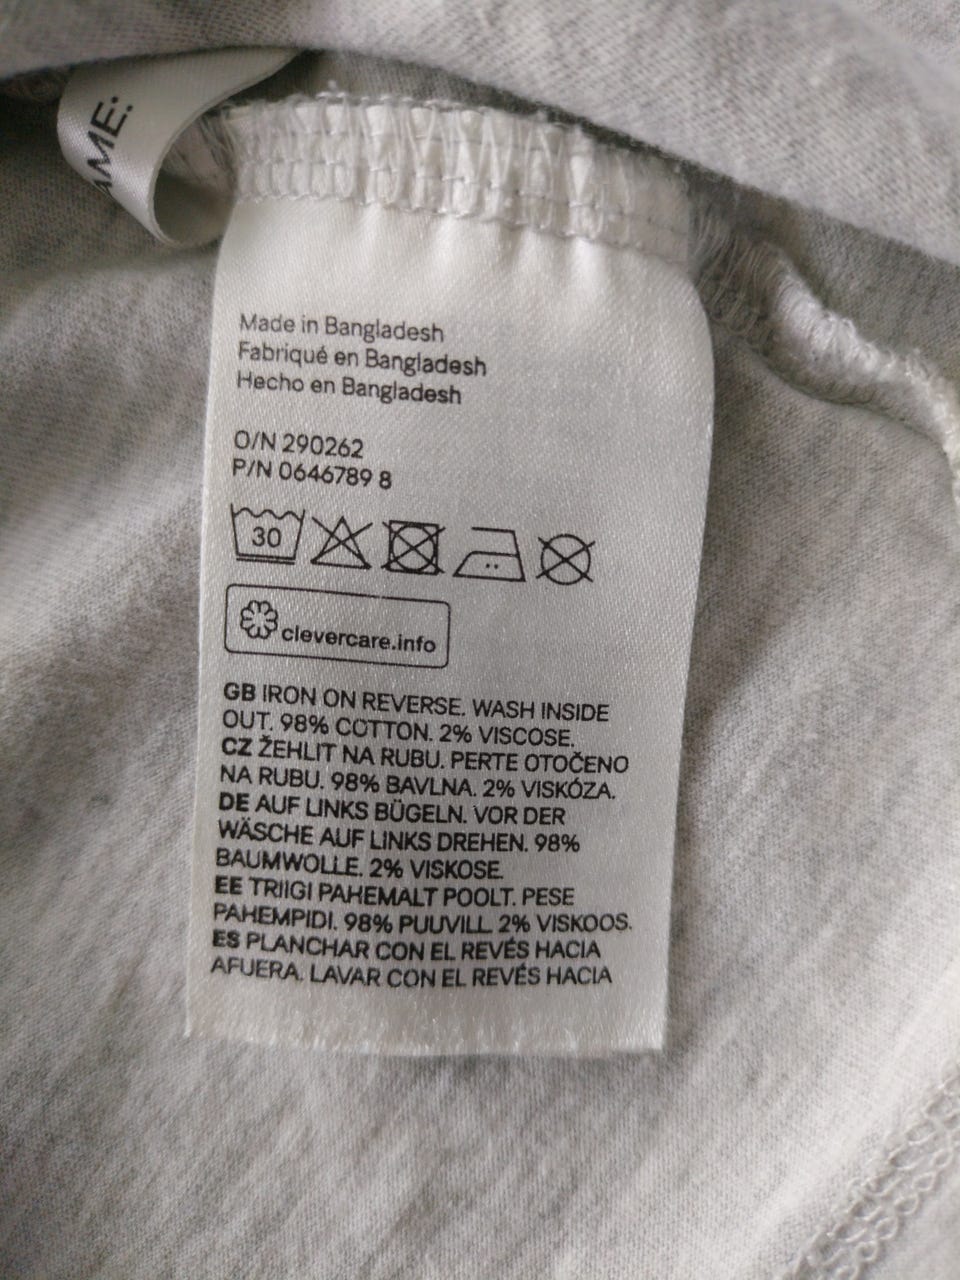 AME:
Made in Bangladesh
Fabriqué en Bangladesh
Hecho en Bangladesh
O/N 290262
P/N 0646789 8
30
clevercare.info
GB IRON ON REVERSE. WASH INSIDE
OUT. 98% COTTON. 2% VISCOSE.
CZ ŽEHLIT NA RUBU. PERTE OTOČENO
NA RUBU. 98% BAVLNA. 2% VISKÓZA.
DE AUF LINKS BÜGELN. VOR DER
WÄSCHE AUF LINKS DREHEN. 98%
BAUMWOLLE. 2% VISKOSE.
EE TRIIGI PAHEMALT POOLT. PESE
PAHEMPIDI. 98% PUUVILL. 2% VISKOOS.
ES PLANCHAR CON EL REVÉS HACIA
AFUERA. LAVAR CON EL REVÉS HACIA